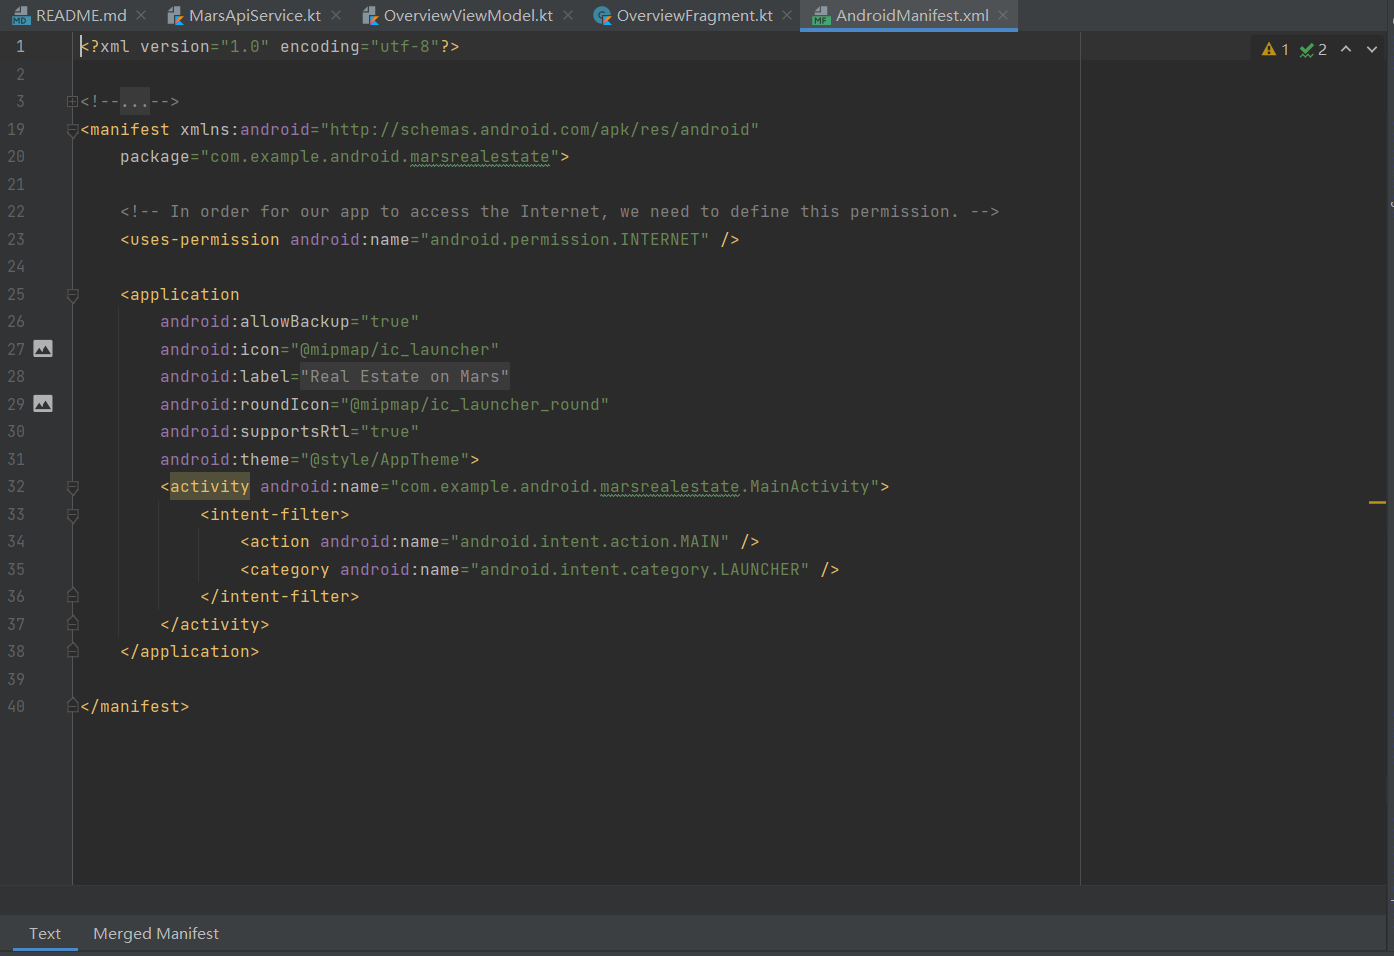 README.md MarsApiService.kt OverviewViewModel.kt OverviewFragment.kt AndroidManifest.xml
1 <?xml version="1.0" encoding="utf-8"?> 1 2
2
3 <!--...-->
19 <manifest xmlns:android="http://schemas.android.com/apk/res/android"
20 package="com.example.android.marsrealestate">
21
22 <!-- In order for our app to access the Internet, we need to define this permission. -->
23 <uses-permission android:name="android.permission.INTERNET" />
24
25 <application
26 android:allowBackup="true"
27 android:icon="@mipmap/ic_launcher"
28 android:label="Real Estate on Mars"
29 android:roundIcon="@mipmap/ic_launcher_round"
30 android:supportsRtl="true"
31 android:theme="@style/AppTheme">
32 <activity android:name="com.example.android.marsrealestate.MainActivity">
33 <intent-filter>
34 <action android:name="android.intent.action.MAIN" />
35 <category android:name="android.intent.category.LAUNCHER" />
36 </intent-filter>
37 </activity>
38 </application>
39
40 </manifest>
Text Merged Manifest